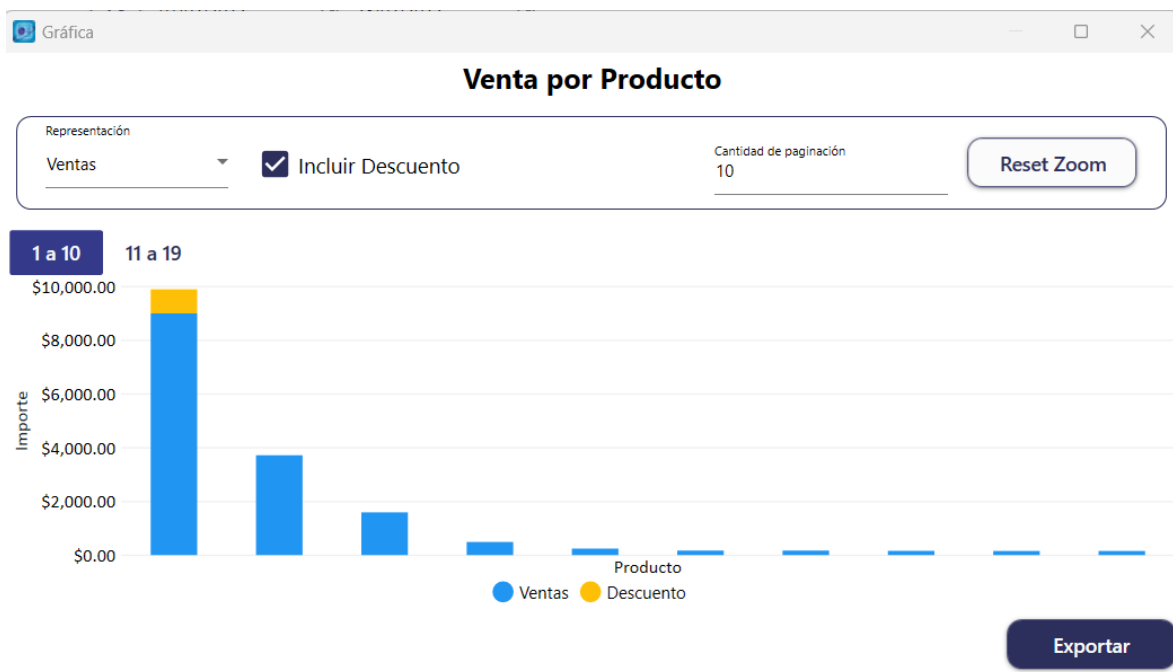 Gráfica
Venta por Producto
Representación
Ventas
Incluir Descuento
Cantidad de paginación
10
Reset Zoom
1 a 10
11 a 19
$10,000.00
$8,000.00
$6,000.00
$4,000.00
$2,000.00
$0.00
Importe
Producto
Ventas
Descuento
Exportar